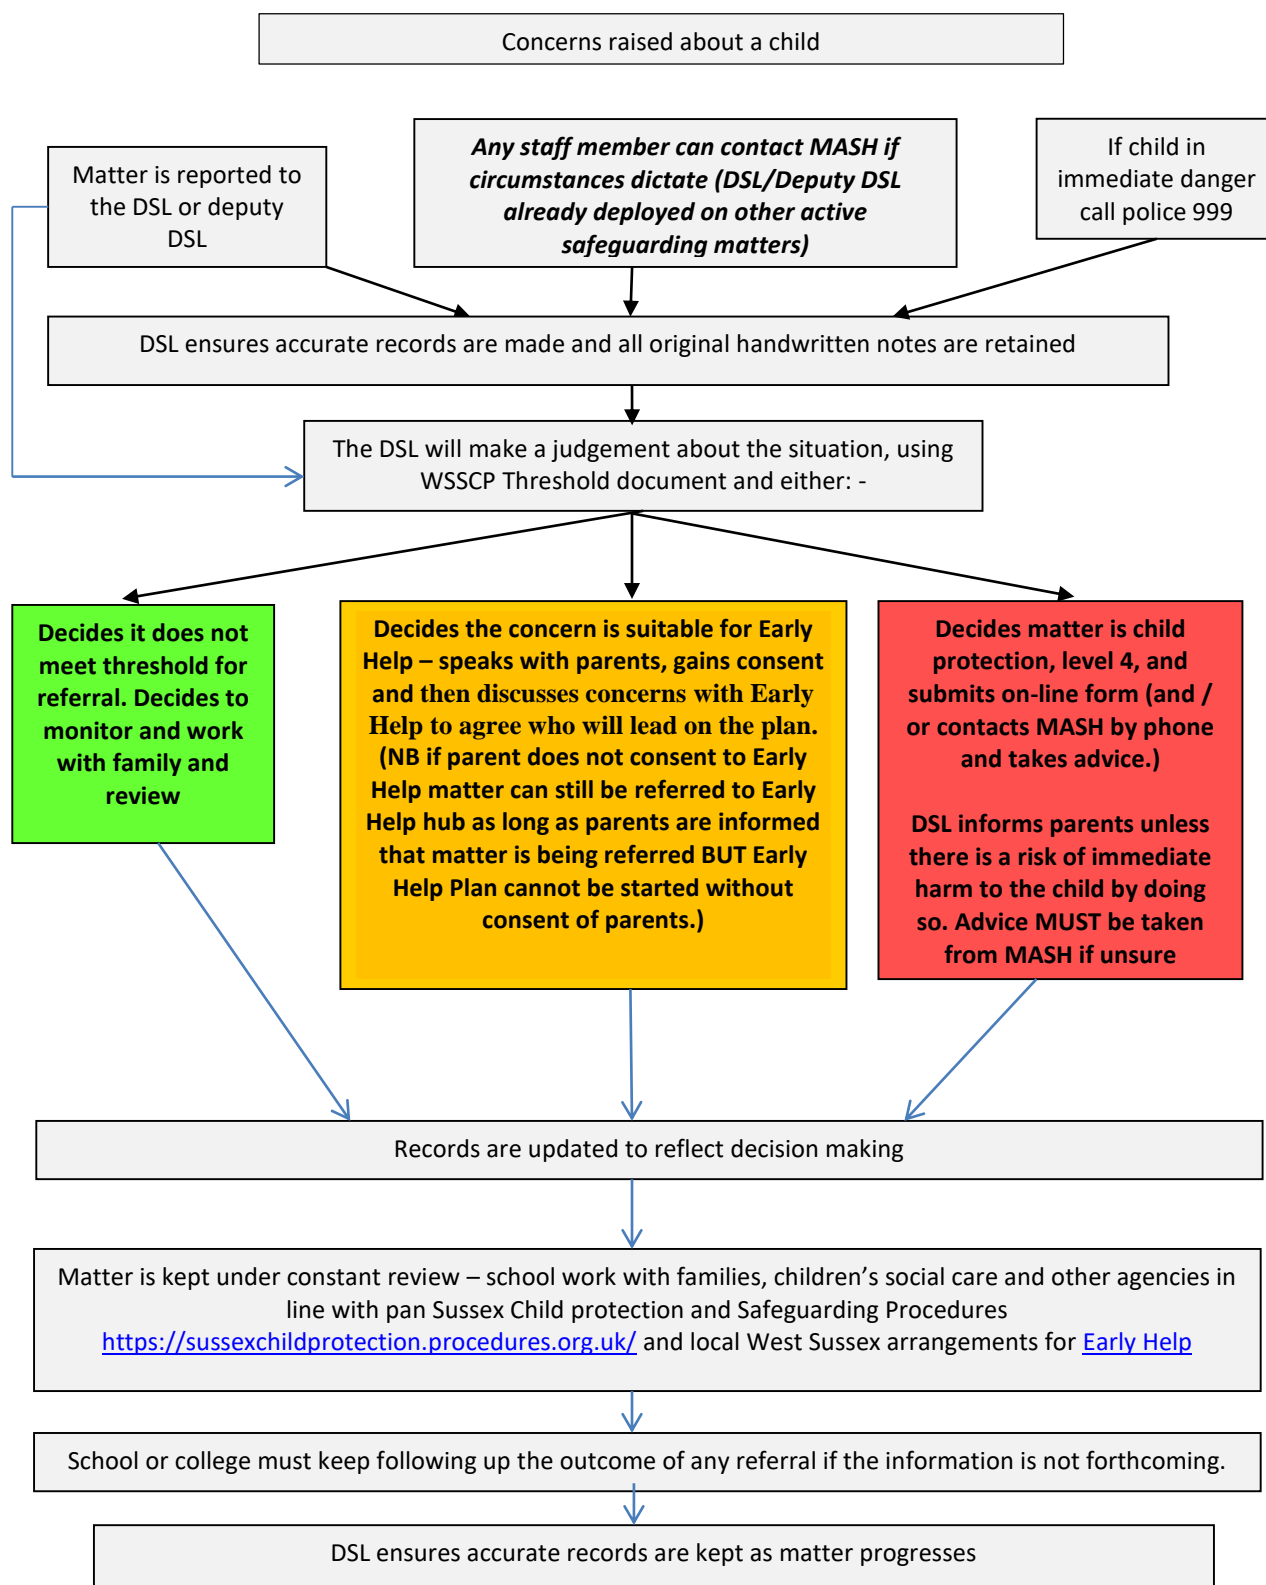 Concerns raised about a child
Matter is reported to
the DSL or deputy
DSL
Any staff member can contact MASH if
circumstances dictate (DSL/Deputy DSL
already deployed on other active
safeguarding matters)
If child in
immediate danger
call police 999
DSL ensures accurate records are made and all original handwritten notes are retained
The DSL will make a judgement about the situation, using
WSSCP Threshold document and either: -
Decides it does not
meet threshold for
referral. Decides to
monitor and work
with family and
review
Decides the concern is suitable for Early
Help – speaks with parents, gains consent
and then discusses concerns with Early
Help to agree who will lead on the plan.
(NB if parent does not consent to Early
Help matter can still be referred to Early
Help hub as long as parents are informed
that matter is being referred BUT Early
Help Plan cannot be started without
consent of parents.)
Decides matter is child
protection, level 4, and
submits on-line form (and /
or contacts MASH by phone
and takes advice.)
DSL informs parents unless
there is a risk of immediate
harm to the child by doing
so. Advice MUST be taken
from MASH if unsure
Records are updated to reflect decision making
Matter is kept under constant review – school work with families, children’s social care and other agencies in
line with pan Sussex Child protection and Safeguarding Procedures
https://sussexchildprotection.procedures.org.uk/ and local West Sussex arrangements for Early Help
School or college must keep following up the outcome of any referral if the information is not forthcoming.
DSL ensures accurate records are kept as matter progresses